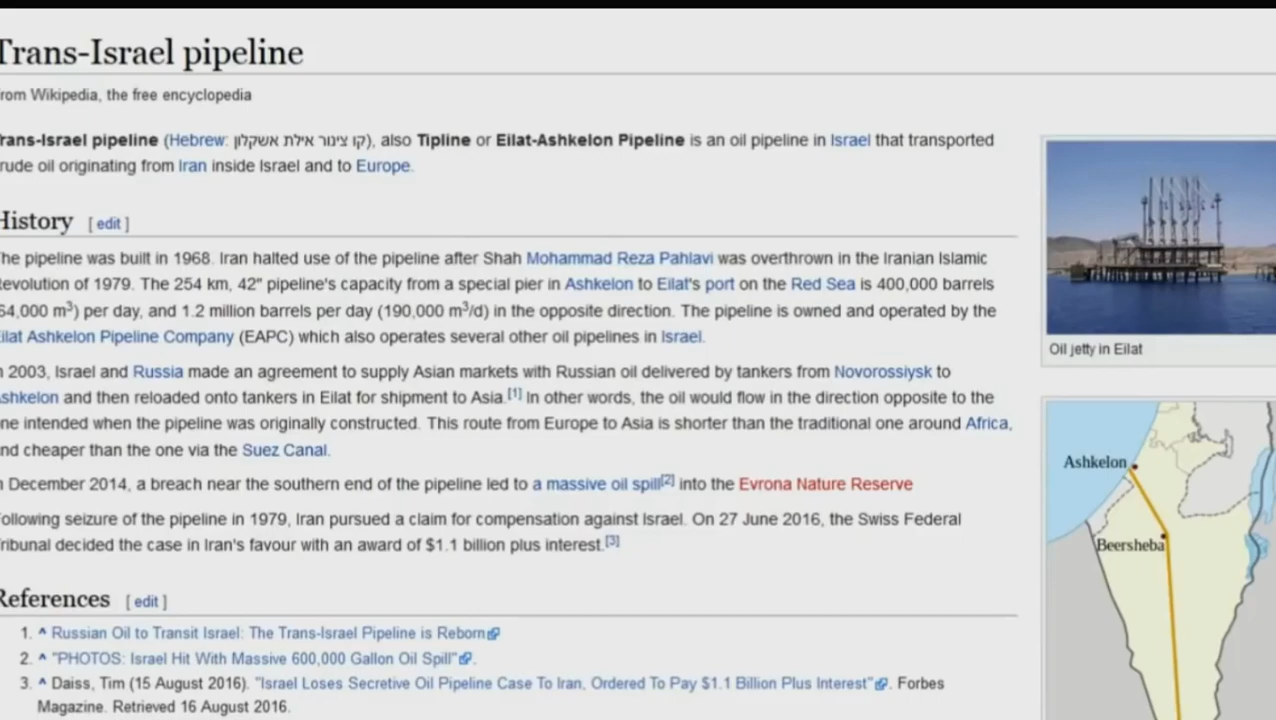 Trans-Israel pipeline
rom Wikipedia, the free encyclopedia
rans-Israel pipeline (Hebrew: קו צינור אילת אשקלון), also Tipline or Eilat-Ashkelon Pipeline is an oil pipeline in Israel that transported
rude oil originating from Iran inside Israel and to Europe.
History [ edit ]
he pipeline was built in 1968. Iran halted use of the pipeline after Shah Mohammad Reza Pahlavi was overthrown in the Iranian Islamic
evolution of 1979. The 254 km, 42" pipeline's capacity from a special pier in Ashkelon to Eilat's port on the Red Sea is 400,000 barrels
64,000 m³) per day, and 1.2 million barrels per day (190,000 m³/d) in the opposite direction. The pipeline is owned and operated by the
ilat Ashkelon Pipeline Company (EAPC) which also operates several other oil pipelines in Israel.
n 2003, Israel and Russia made an agreement to supply Asian markets with Russian oil delivered by tankers from Novorossiysk to
shkelon and then reloaded onto tankers in Eilat for shipment to Asia.[1] In other words, the oil would flow in the direction opposite to the
ne intended when the pipeline was originally constructed. This route from Europe to Asia is shorter than the traditional one around Africa,
nd cheaper than the one via the Suez Canal.
n December 2014, a breach near the southern end of the pipeline led to a massive oil spill[2] into the Evrona Nature Reserve
ollowing seizure of the pipeline in 1979, Iran pursued a claim for compensation against Israel. On 27 June 2016, the Swiss Federal
ribunal decided the case in Iran's favour with an award of $1.1 billion plus interest.[3]
References [ edit ]
1. ^ Russian Oil to Transit Israel: The Trans-Israel Pipeline is Reborn
2. ^ "PHOTOS: Israel Hit With Massive 600,000 Gallon Oil Spill".
3. ^ Daiss, Tim (15 August 2016). "Israel Loses Secretive Oil Pipeline Case To Iran, Ordered To Pay $1.1 Billion Plus Interest". Forbes
Magazine. Retrieved 16 August 2016.
Oil jetty in Eilat
Ashkelon
Beersheba